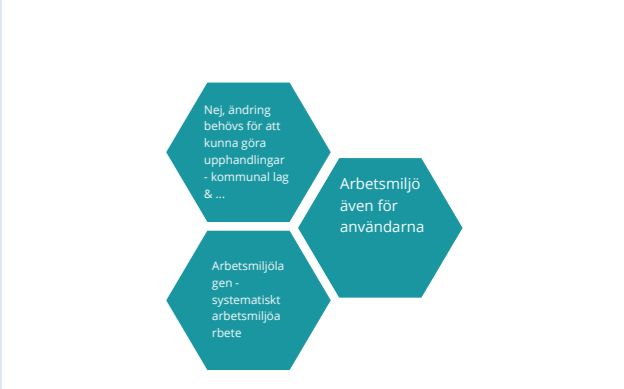 Nej, ändring
behövs för att
kunna göra
upphandlingar
- kommunal lag
& ...
Arbetsmiljö
även för
användarna
Arbetsmiljöla
gen -
systematiskt
arbetsmiljöa
rbete